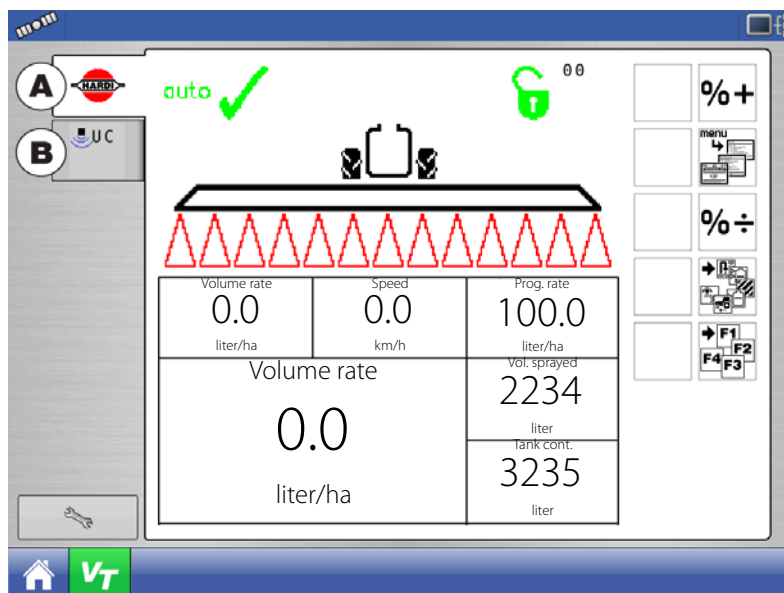 A
HARDI
B
UC
auto
00
Volume rate
0.0
liter/ha
Speed
0.0
km/h
Prog. rate
100.0
liter/ha
Volume rate
0.0
liter/ha
Vol. sprayed
2234
liter
Tank cont.
3235
liter
%+
menu
%÷
F1
F2
F4
F3
VT